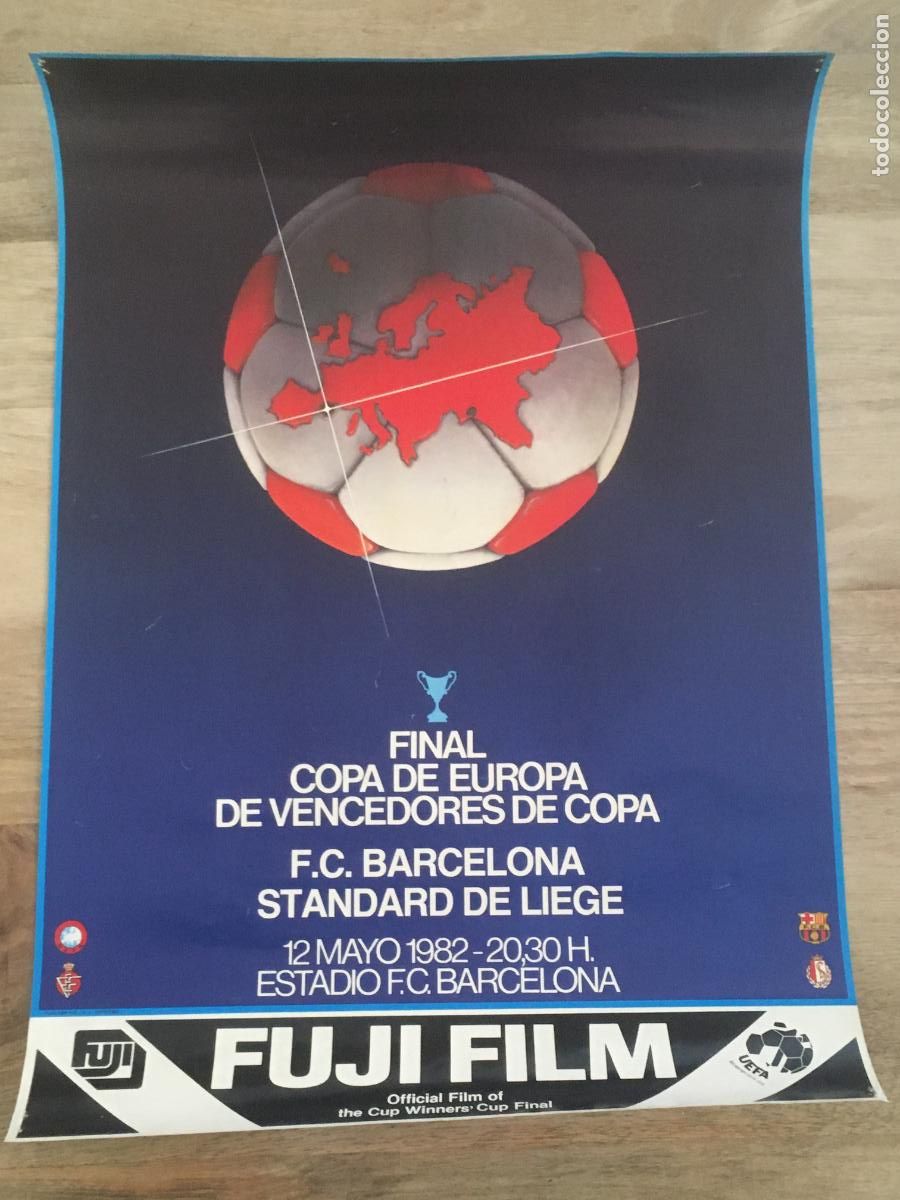 todocoleccion
FINAL
COPA DE EUROPA
DE VENCEDORES DE COPA
F.C. BARCELONA
STANDARD DE LIEGE
12 MAYO 1982 - 20,30 H.
ESTADIO F.C. BARCELONA
FUJI
FUJI FILM
Official Film of
the Cup Winners' Cup Final
UEFA